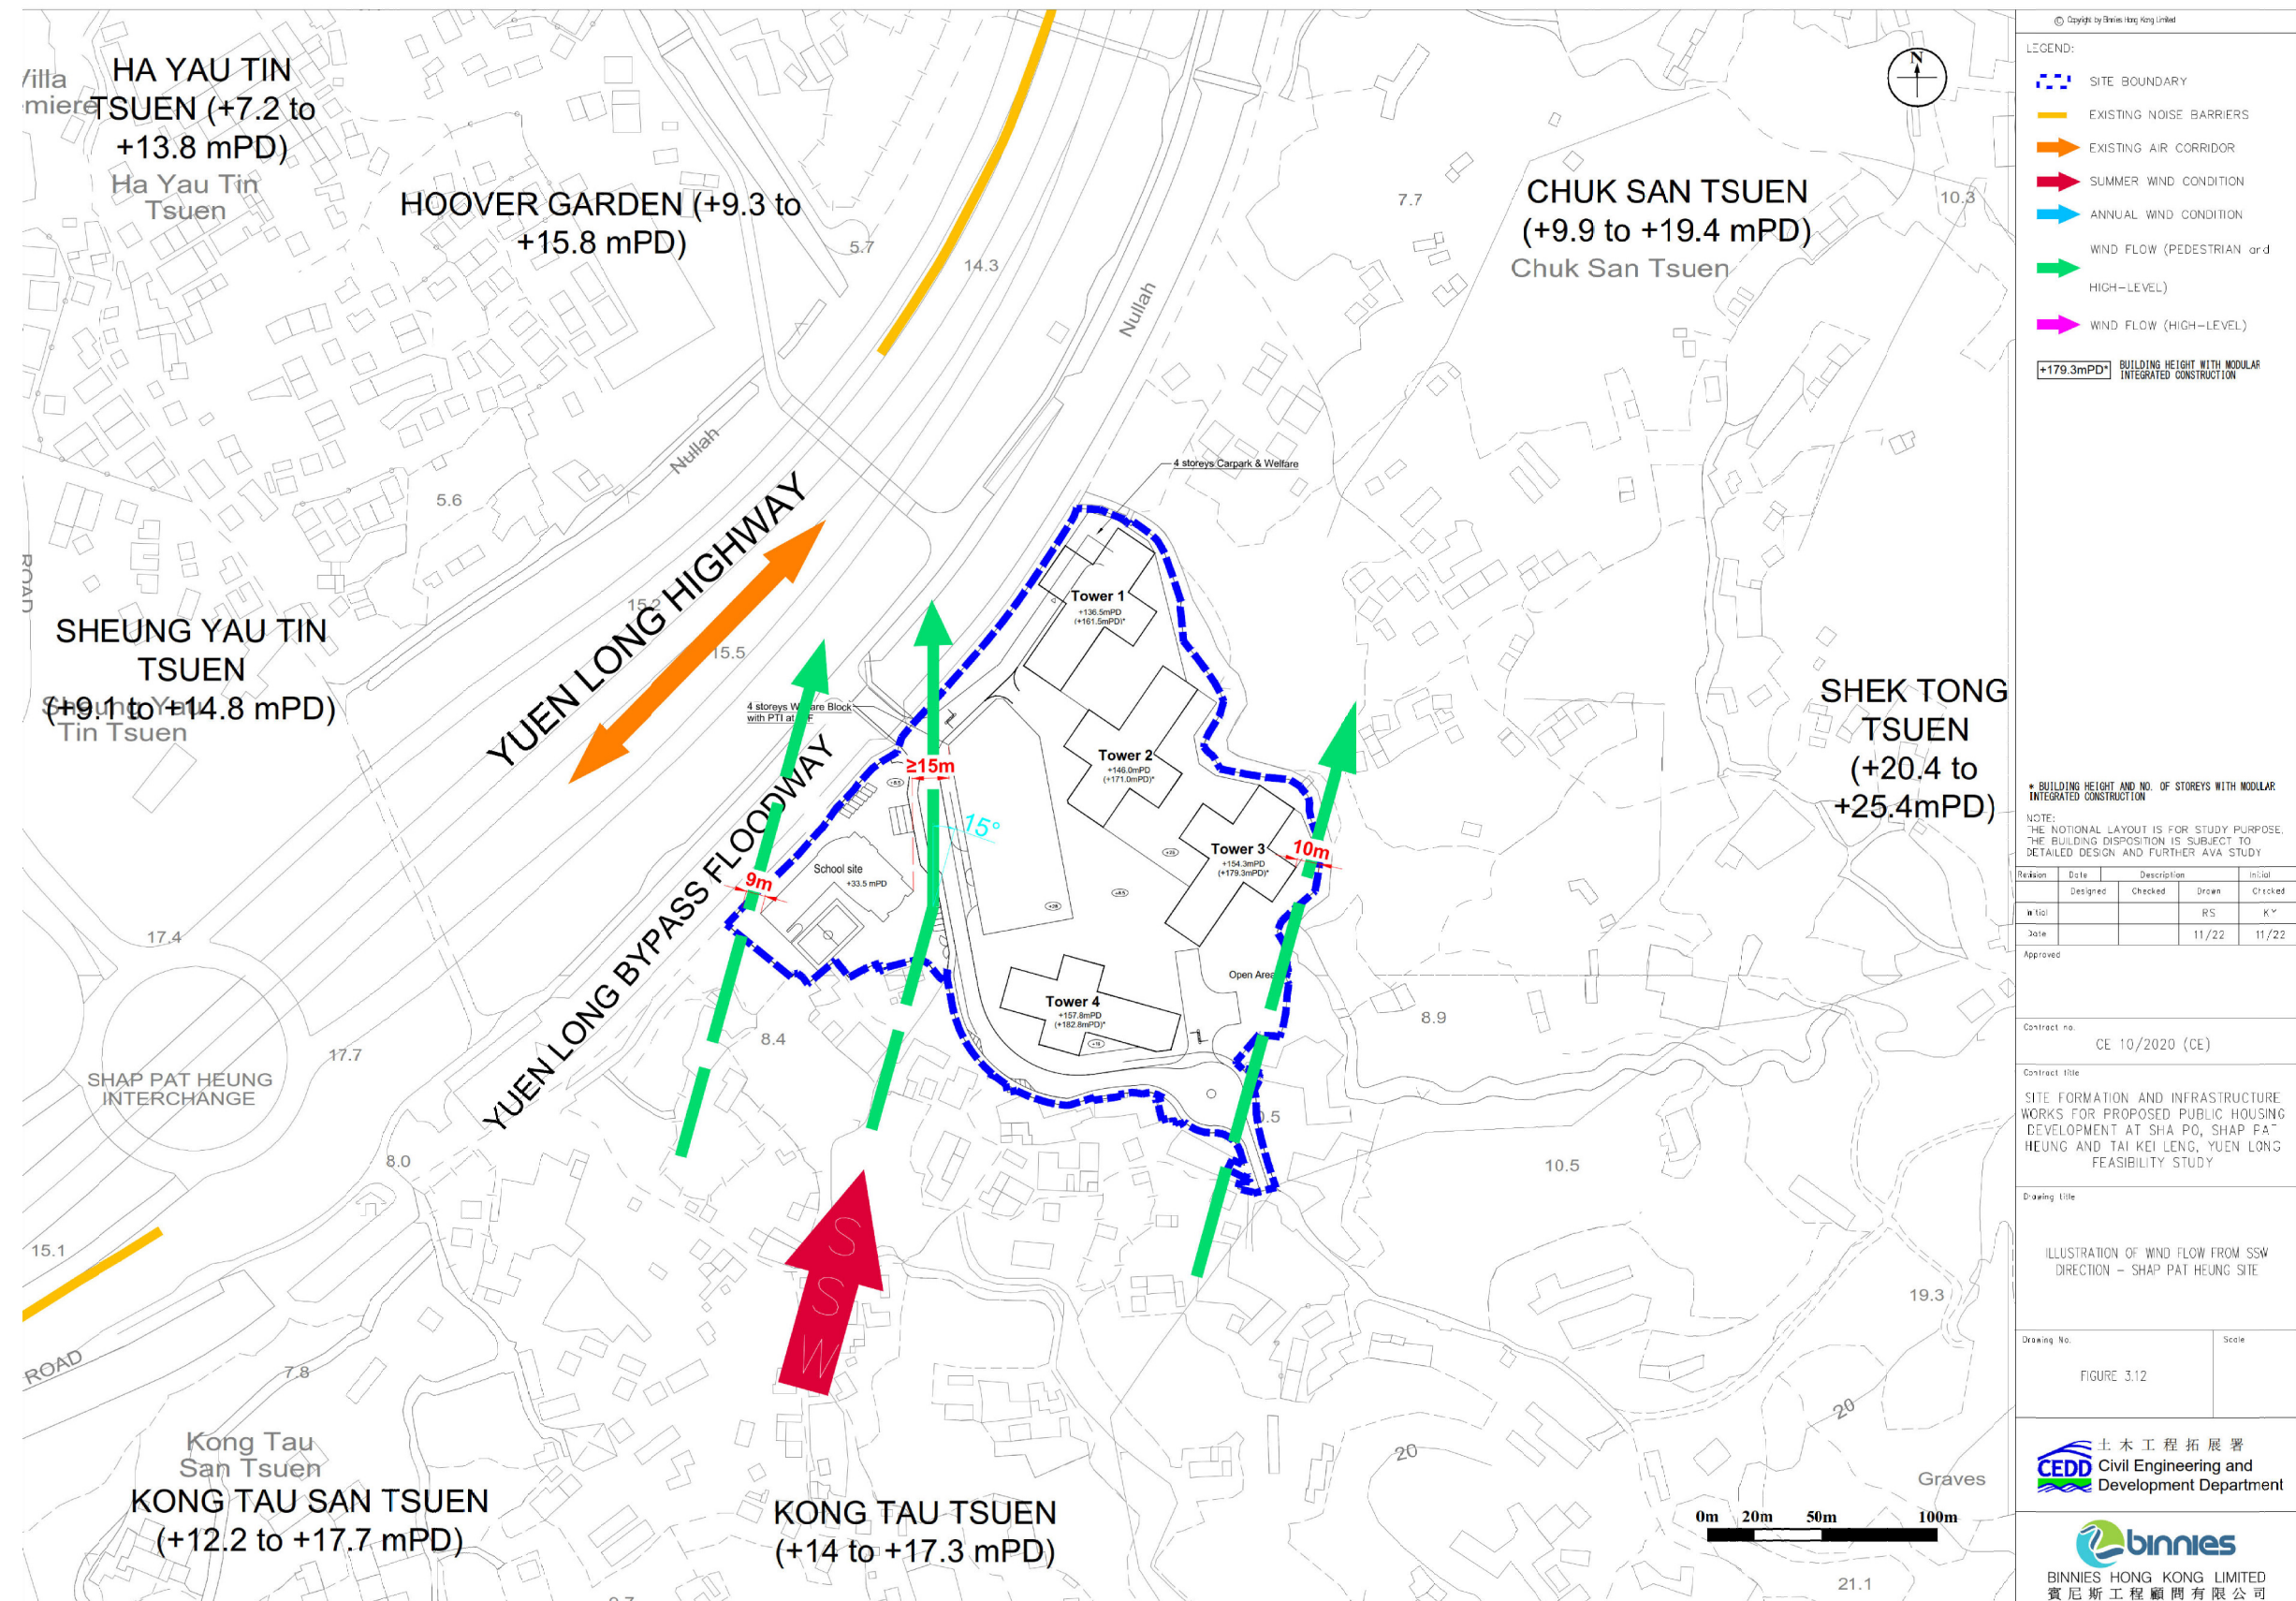 Villa
miere
HA YAU TIN
TSUEN (+7.2 to
+13.8 mPD)
Ha Yau Tin
Tsuen
HOOVER GARDEN (+9.3 to
+15.8 mPD)
5.7
14.3
Nullah
7.7
CHUK SAN TSUEN
(+9.9 to +19.4 mPD)
Chuk San Tsuen
10.3
N
Nullah
5.6
ROAD
4 storeys Carpark & Welfare
YUEN LONG HIGHWAY
15.2
15.5
SHEUNG YAU TIN
TSUEN
(+9.1 to +14.8 mPD)
Sheung Yau
Tin Tsuen
Tower 1
+136.5mPD
(+161.5mPD)*
4 storeys Welfare Block
with PTI at
≥15m
Tower 2
+146.0mPD
(+171.0mPD)*
SHEK TONG
TSUEN
(+20.4 to
+25.4mPD)
15°
Tower 3
+154.3mPD
(+179.3mPD)*
10m
School site
+33.5 mPD
9m
YUEN LONG BYPASS FLOODWAY
17.4
Open Area
Tower 4
+157.8mPD
(+182.8mPD)*
8.4
8.9
17.7
SHAP PAT HEUNG
INTERCHANGE
8.0
10.5
15.1
SSW
19.3
ROAD
7.8
20
20
Kong Tau
San Tsuen
KONG TAU SAN TSUEN
(+12.2 to +17.7 mPD)
KONG TAU TSUEN
(+14 to +17.3 mPD)
Graves
0m 20m 50m 100m
21.1
© Copyright by Binnies Hong Kong Limited
LEGEND:
SITE BOUNDARY
EXISTING NOISE BARRIERS
EXISTING AIR CORRIDOR
SUMMER WIND CONDITION
ANNUAL WIND CONDITION
WIND FLOW (PEDESTRIAN and
HIGH-LEVEL)
WIND FLOW (HIGH-LEVEL)
+179.3mPD* BUILDING HEIGHT WITH MODULAR
INTEGRATED CONSTRUCTION
* BUILDING HEIGHT AND NO. OF STOREYS WITH MODULAR
INTEGRATED CONSTRUCTION
NOTE:
THE NOTIONAL LAYOUT IS FOR STUDY PURPOSE.
THE BUILDING DISPOSITION IS SUBJECT TO
DETAILED DESIGN AND FURTHER AVA STUDY
Revision Date Description Initial
Designed Checked Drawn Checked
Initial RS KY
Date 11/22 11/22
Approved
Contract no.
CE 10/2020 (CE)
Contract title
SITE FORMATION AND INFRASTRUCTURE
WORKS FOR PROPOSED PUBLIC HOUSING
DEVELOPMENT AT SHA PO, SHAP PAT
HEUNG AND TAI KEI LENG, YUEN LONG
FEASIBILITY STUDY
Drawing title
ILLUSTRATION OF WIND FLOW FROM SSW
DIRECTION – SHAP PAT HEUNG SITE
Drawing No. Scale
FIGURE 3.12
土木工程拓展署
CEDD Civil Engineering and
Development Department
binnies
BINNIES HONG KONG LIMITED
賓尼斯工程顧問有限公司